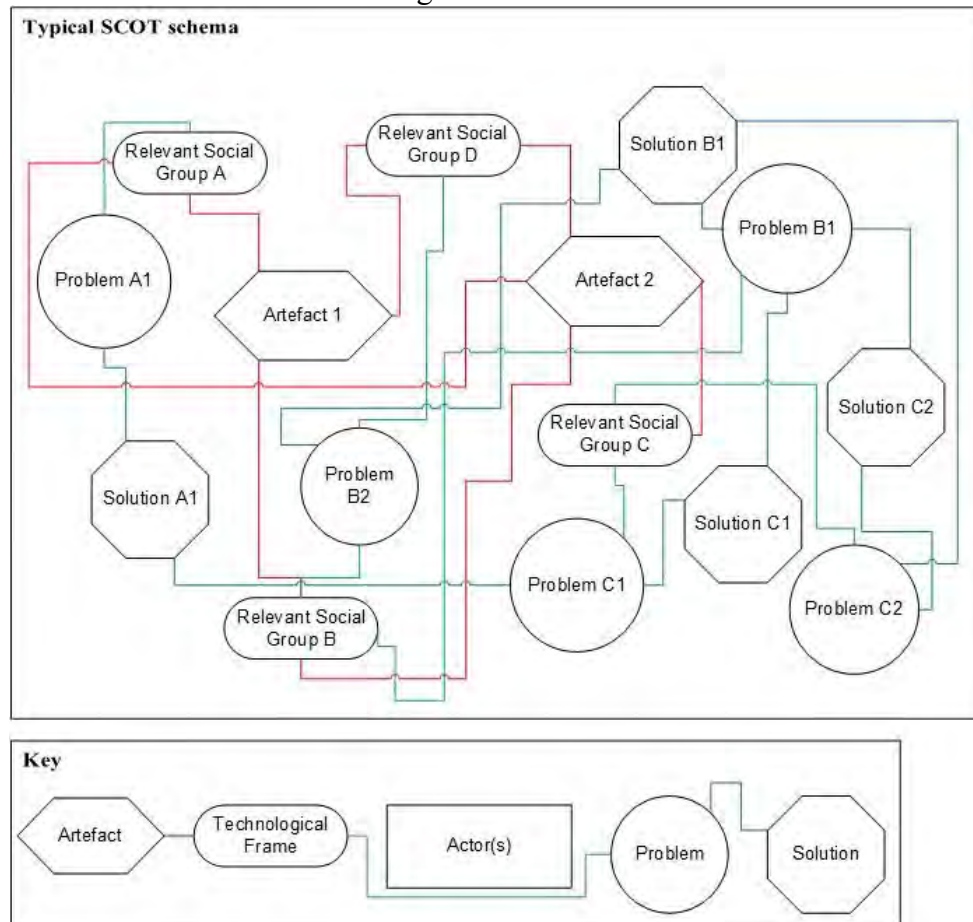 Typical SCOT schema
Relevant Social
Group A
Relevant Social
Group D
Solution B1
Problem B1
Problem A1
Artefact 1
Artefact 2
Solution C2
Relevant Social
Group C
Problem
B2
Solution A1
Solution C1
Problem C1
Problem C2
Relevant Social
Group B
Key
Artefact
Technological
Frame
Actor(s)
Problem
Solution